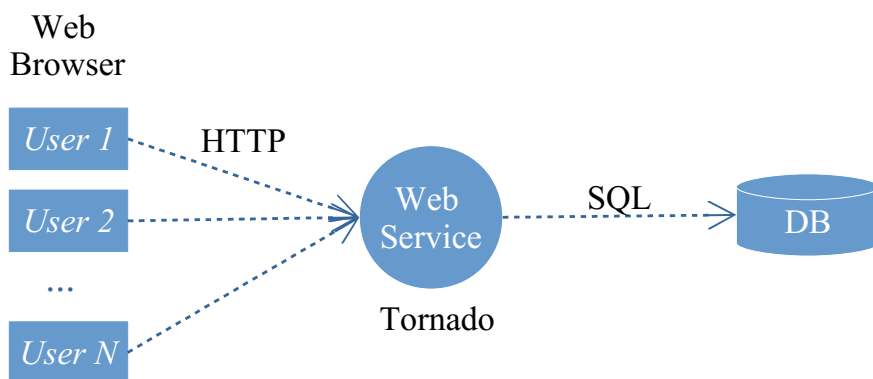 Web
Browser
User 1
HTTP
User 2
...
User N
Web
Service
Tornado
SQL
DB